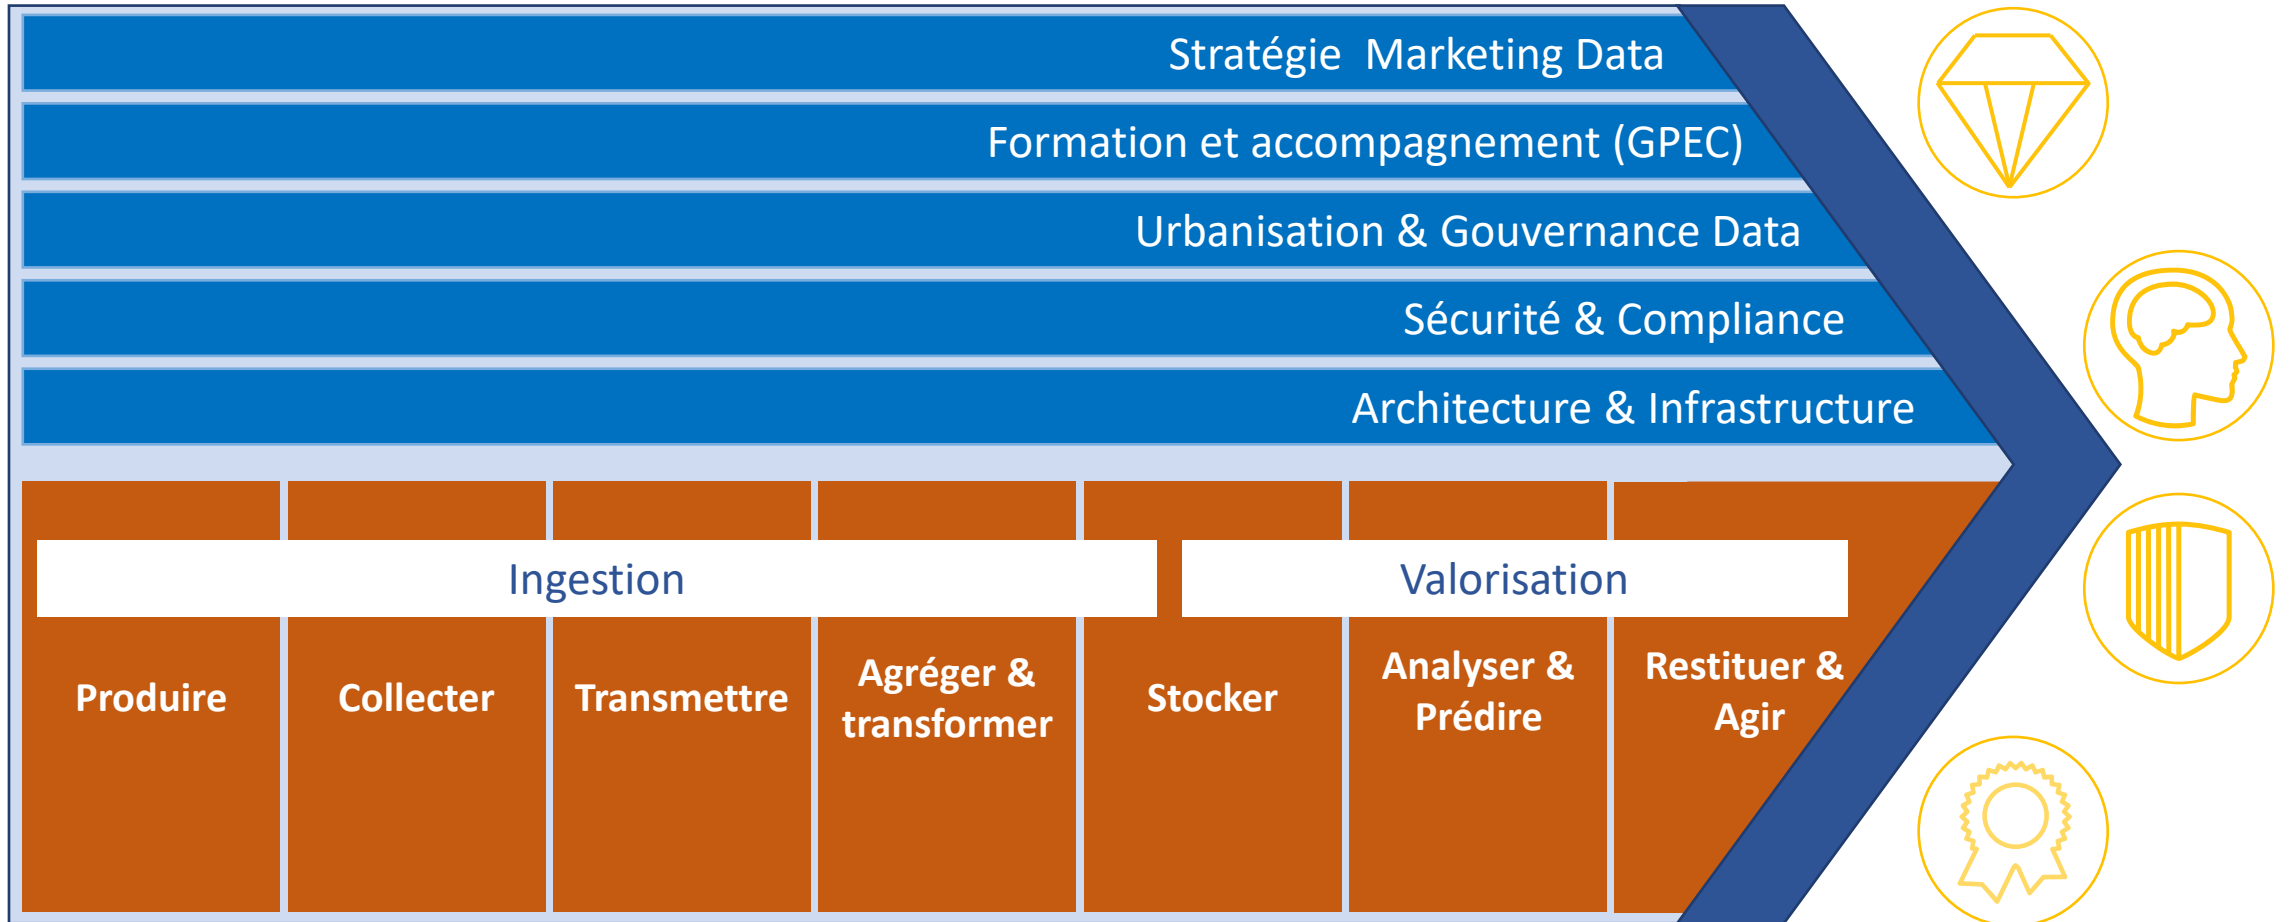 Stratégie  Marketing Data
Formation et accompagnement (GPEC)
Urbanisation & Gouvernance Data
Sécurité & Compliance
Architecture & Infrastructure
Ingestion
Valorisation
Produire
Collecter
Transmettre
Agréger &
transformer
Stocker
Analyser &
Prédire
Restituer &
Agir